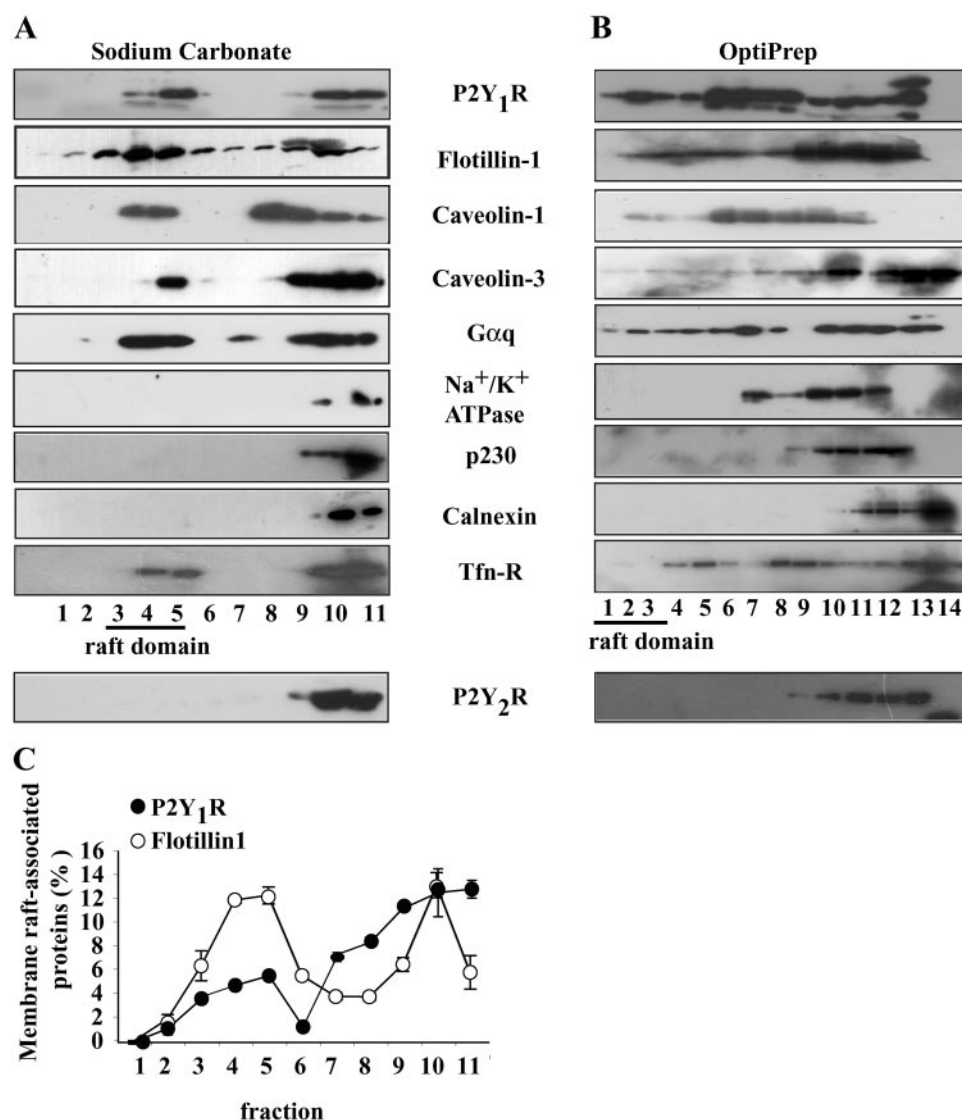 A
Sodium Carbonate
B
OptiPrep
P2Y1R
Flotillin-1
Caveolin-1
Caveolin-3
Gαq
Na+/K+
ATPase
p230
Calnexin
Tfn-R
1 2 3 4 5 6 7 8 9 10 11
raft domain
1 2 3 4 5 6 7 8 9 10 11 12 13 14
raft domain
P2Y2R
C
Membrane raft-associated
proteins (%)
P2Y1R
Flotillin1
16
14
12
10
8
6
4
2
0
1 2 3 4 5 6 7 8 9 10 11
fraction